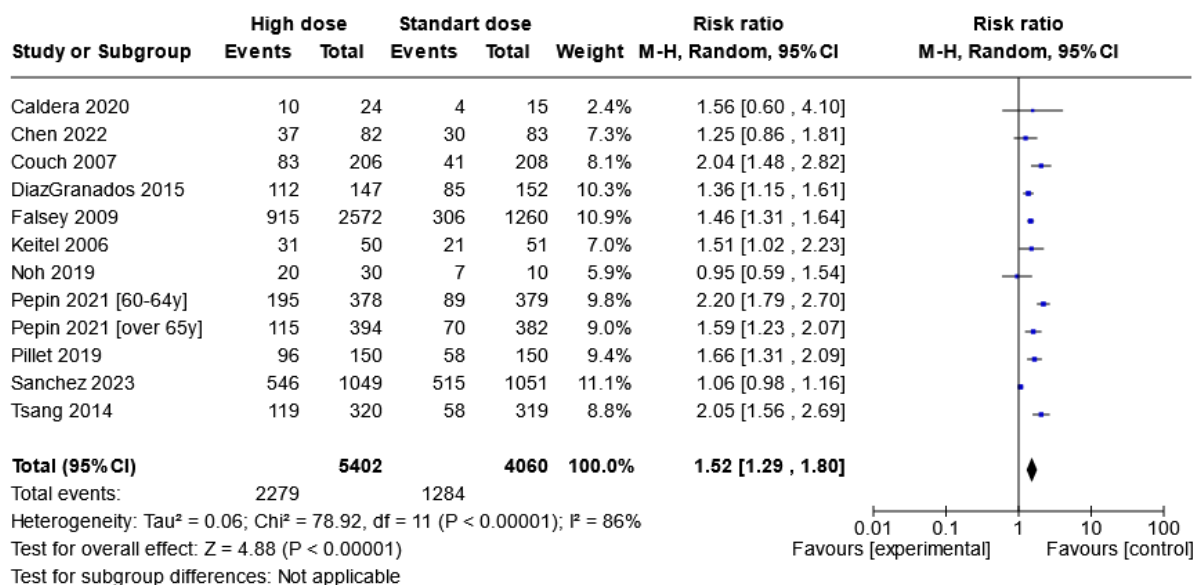 High dose Standart dose Risk ratio Risk ratio
Study or Subgroup Events Total Events Total Weight M-H, Random, 95% CI M-H, Random, 95% CI
Caldera 2020 10 24 4 15 2.4% 1.56 [0.60 , 4.10]
Chen 2022 37 82 30 83 7.3% 1.25 [0.86 , 1.81]
Couch 2007 83 206 41 208 8.1% 2.04 [1.48 , 2.82]
DiazGranados 2015 112 147 85 152 10.3% 1.36 [1.15 , 1.61]
Falsey 2009 915 2572 306 1260 10.9% 1.46 [1.31 , 1.64]
Keitel 2006 31 50 21 51 7.0% 1.51 [1.02 , 2.23]
Noh 2019 20 30 7 10 5.9% 0.95 [0.59 , 1.54]
Pepin 2021 [60-64y] 195 378 89 379 9.8% 2.20 [1.79 , 2.70]
Pepin 2021 [over 65y] 115 394 70 382 9.0% 1.59 [1.23 , 2.07]
Pillet 2019 96 150 58 150 9.4% 1.66 [1.31 , 2.09]
Sanchez 2023 546 1049 515 1051 11.1% 1.06 [0.98 , 1.16]
Tsang 2014 119 320 58 319 8.8% 2.05 [1.56 , 2.69]
Total (95% CI) 5402 4060 100.0% 1.52 [1.29 , 1.80]
Total events: 2279 1284
Heterogeneity: Tau² = 0.06; Chi² = 78.92, df = 11 (P < 0.00001); I² = 86%
Test for overall effect: Z = 4.88 (P < 0.00001)
Test for subgroup differences: Not applicable
0.01 0.1 1 10 100
Favours [experimental] Favours [control]